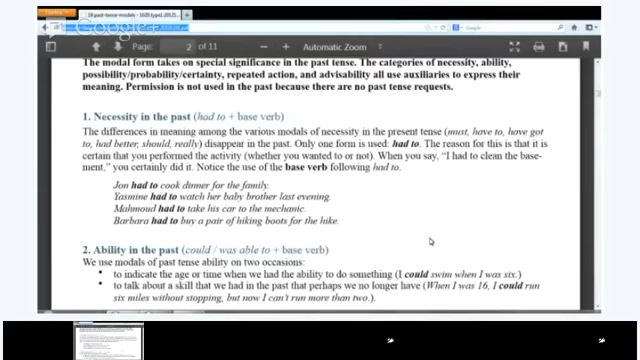 Page: 2 of 11 Automatic Zoom
The modal form takes on special significance in the past tense. The categories of necessity, ability,
possibility/probability/certainty, repeated action, and advisability all use auxiliaries to express their
meaning. Permission is not used in the past because there are no past tense requests.
1. Necessity in the past (had to + base verb)
The differences in meaning among the various modals of necessity in the present tense (must, have to, have got
to, had better, should, really) disappear in the past. Only one form is used: had to. The reason for this is that it is
certain that you performed the activity (whether you wanted to or not). When you say, “I had to clean the base-
ment,” you certainly did it. Notice the use of the base verb following had to.
Jon had to cook dinner for the family.
Yasmine had to watch her baby brother last evening.
Mahmoud had to take his car to the mechanic.
Barbara had to buy a pair of hiking boots for the hike.
2. Ability in the past (could / was able to + base verb)
We use modals of past tense ability on two occasions:
• to indicate the age or time when we had the ability to do something (I could swim when I was six.)
• to talk about a skill that we had in the past that perhaps we no longer have (When I was 16, I could run
six miles without stopping, but now I can't run more than two.).